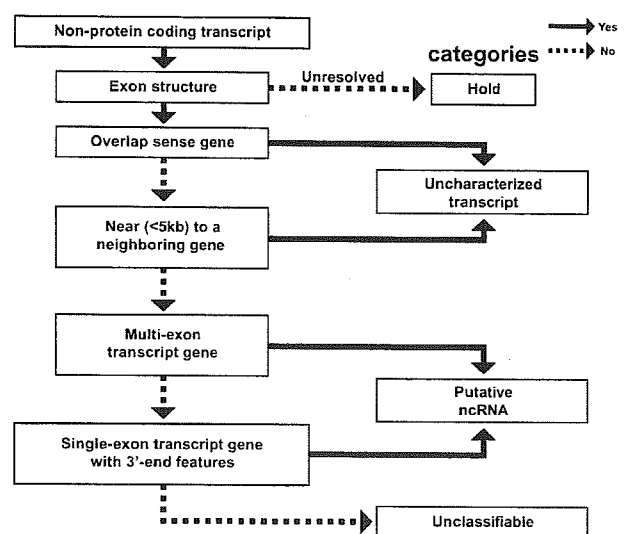 Non-protein coding transcript
Yes
No
categories
Exon structure
Unresolved
Hold
Overlap sense gene
Uncharacterized
transcript
Near (<5kb) to a
neighboring gene
Multi-exon
transcript gene
Putative
ncRNA
Single-exon transcript gene
with 3'-end features
Unclassifiable